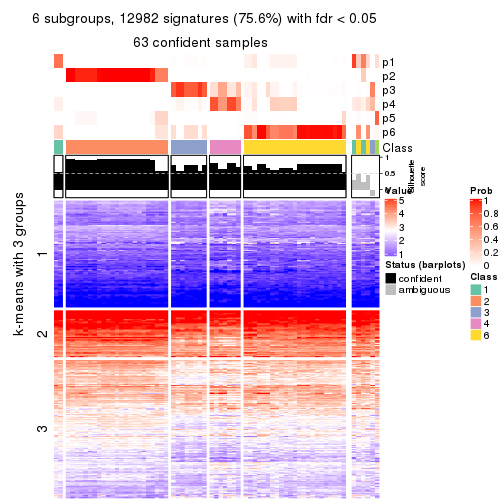 6 subgroups, 12982 signatures (75.6%) with fdr < 0.05
63 confident samples
p1
p2
p3
p4
p5
p6
Class
1
0.5
0
Silhouette
score
k-means with 3 groups
1
2
3
Value
5
4
3
2
1
Status (barplots)
confident
ambiguous
Prob
1
0.8
0.6
0.4
0.2
0
Class
1
2
3
4
6